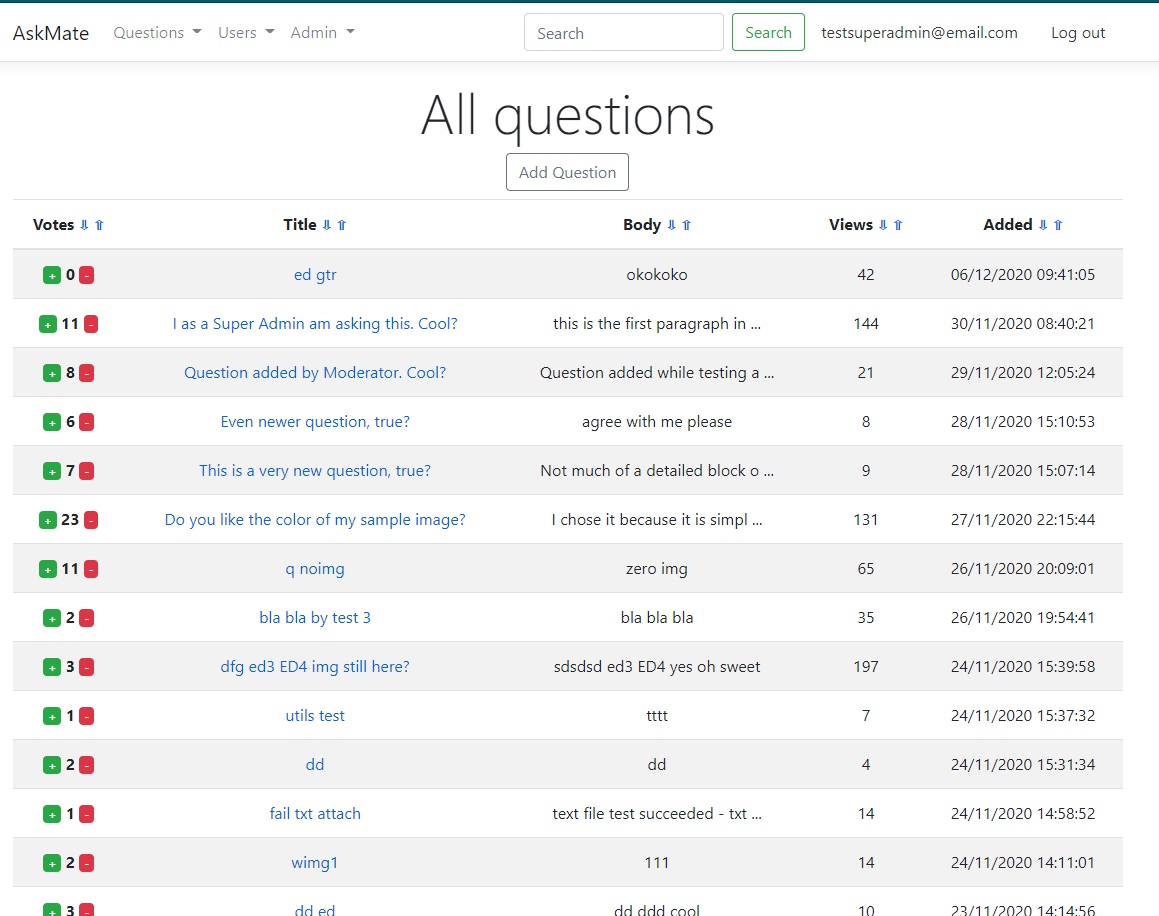 AskMate Questions Users Admin Search Search testsuperadmin@email.com Log out
All questions
Add Question
Votes ⇓ ⇑ Title ⇓ ⇑ Body ⇓ ⇑ Views ⇓ ⇑ Added ⇓ ⇑
+ 0 - ed gtr okokoko 42 06/12/2020 09:41:05
+ 11 - I as a Super Admin am asking this. Cool? this is the first paragraph in ... 144 30/11/2020 08:40:21
+ 8 - Question added by Moderator. Cool? Question added while testing a ... 21 29/11/2020 12:05:24
+ 6 - Even newer question, true? agree with me please 8 28/11/2020 15:10:53
+ 7 - This is a very new question, true? Not much of a detailed block o ... 9 28/11/2020 15:07:14
+ 23 - Do you like the color of my sample image? I chose it because it is simpl ... 131 27/11/2020 22:15:44
+ 11 - q noimg zero img 65 26/11/2020 20:09:01
+ 2 - bla bla by test 3 bla bla bla 35 26/11/2020 19:54:41
+ 3 - dfg ed3 ED4 img still here? sdsdsd ed3 ED4 yes oh sweet 197 24/11/2020 15:39:58
+ 1 - utils test tttt 7 24/11/2020 15:37:32
+ 2 - dd dd 4 24/11/2020 15:31:34
+ 1 - fail txt attach text file test succeeded - txt ... 14 24/11/2020 14:58:52
+ 2 - wimg1 111 14 24/11/2020 14:11:01
+ 3 - dd ed dd ddd cool 10 23/11/2020 14:14:56